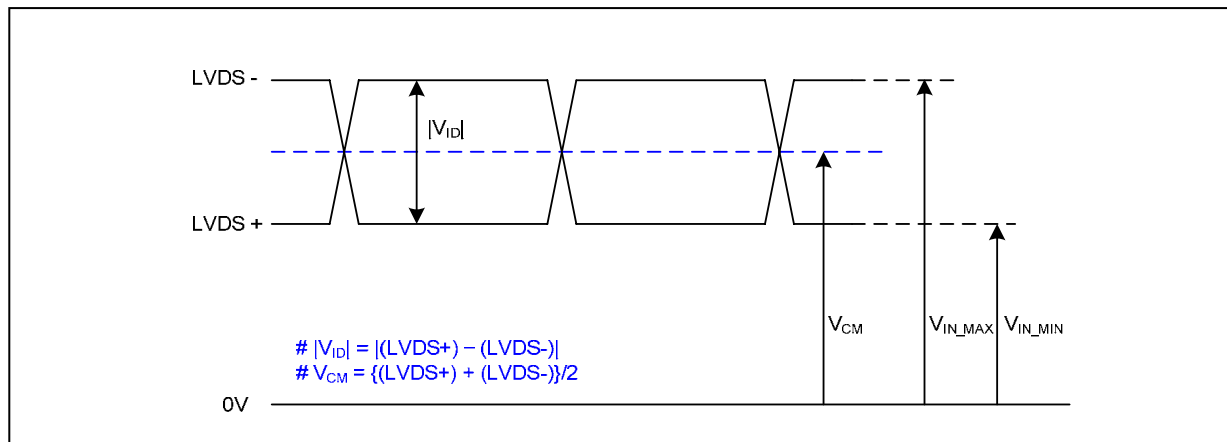 LVDS -
|VID|
LVDS +
VCM
VIN_MAX
VIN_MIN
# |VID| = |(LVDS+) – (LVDS-)|
# VCM = {(LVDS+) + (LVDS-)}/2
0V